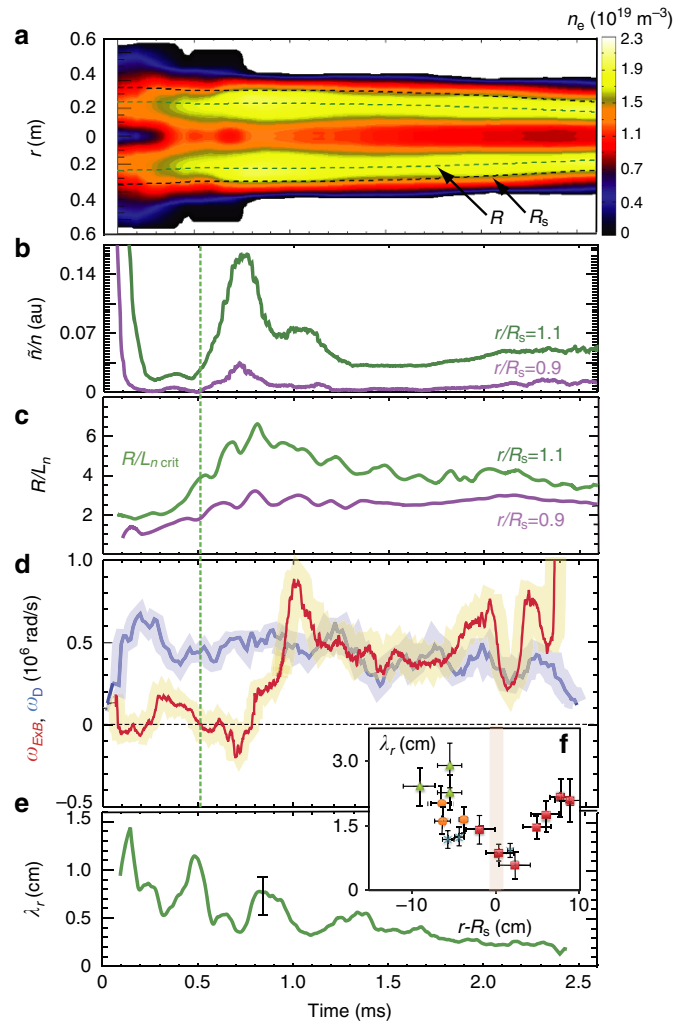 a
n_e (10^19 m^−3)
2.3
1.9
1.5
1.1
0.7
0.4
0
0.6
0.4
0.2
0
0.2
0.4
0.6
r (m)
R
R_s
b
0.14
0.07
0
ñ/n (au)
r/R_s=1.1
r/R_s=0.9
c
6
4
2
R/L_n
R/L_n crit
r/R_s=1.1
r/R_s=0.9
d
1.0
0.5
0
−0.5
ω_ExB, ω_D (10^6 rad/s)
f
λ_r (cm)
3.0
1.5
0
−10
0
10
r-R_s (cm)
e
1.5
1.0
0.5
0
λ_r (cm)
0
0.5
1.0
1.5
2.0
2.5
Time (ms)